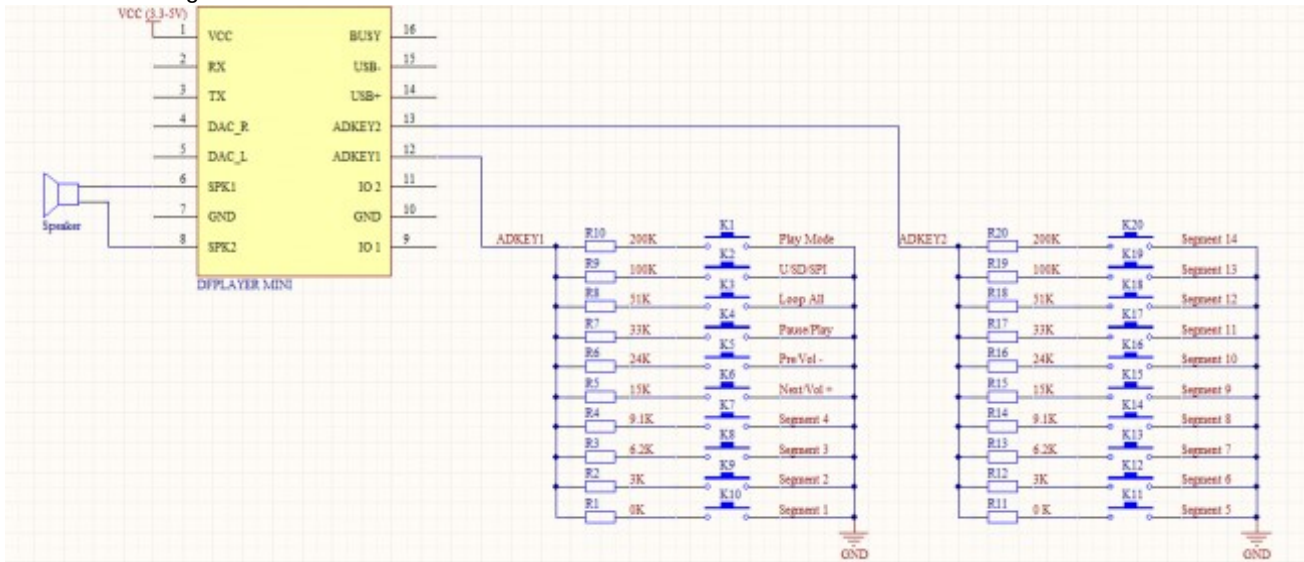 VCC (3.3-5V)
1 VCC BUSY 16
2 RX USB- 15
3 TX USB+ 14
4 DAC_R ADKEY2 13
5 DAC_L ADKEY1 12
6 SPK1 IO 2 11
7 GND GND 10
8 SPK2 IO 1 9
Speaker
DFPLAYER MINI
ADKEY1
R10 200K K1 Play Mode
R9 100K K2 U/SD/SPI
R8 51K K3 Loop All
R7 33K K4 Pause/Play
R6 24K K5 Pre/Vol -
R5 15K K6 Next/Vol +
R4 9.1K K7 Segment 4
R3 6.2K K8 Segment 3
R2 3K K9 Segment 2
R1 0K K10 Segment 1
GND
ADKEY2
R20 200K K20 Segment 14
R19 100K K19 Segment 13
R18 51K K18 Segment 12
R17 33K K17 Segment 11
R16 24K K16 Segment 10
R15 15K K15 Segment 9
R14 9.1K K14 Segment 8
R13 6.2K K13 Segment 7
R12 3K K12 Segment 6
R11 0 K K11 Segment 5
GND